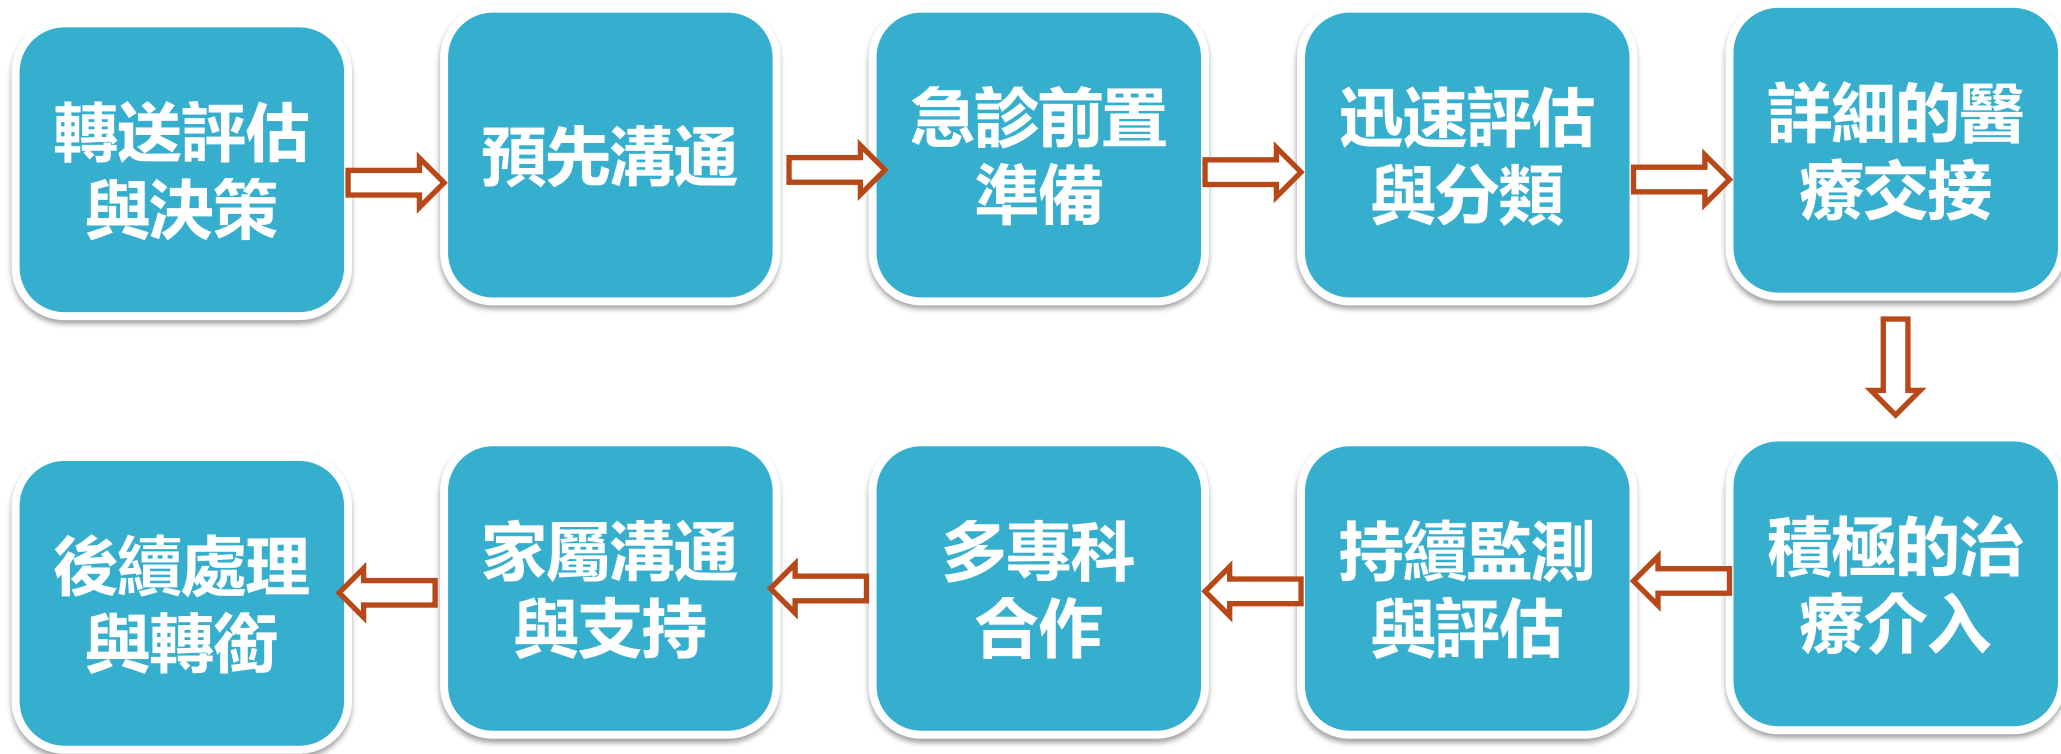 轉送評估
與決策
預先溝通
急診前置
準備
迅速評估
與分類
詳細的醫
療交接
積極的治
療介入
持續監測
與評估
多專科
合作
家屬溝通
與支持
後續處理
與轉銜